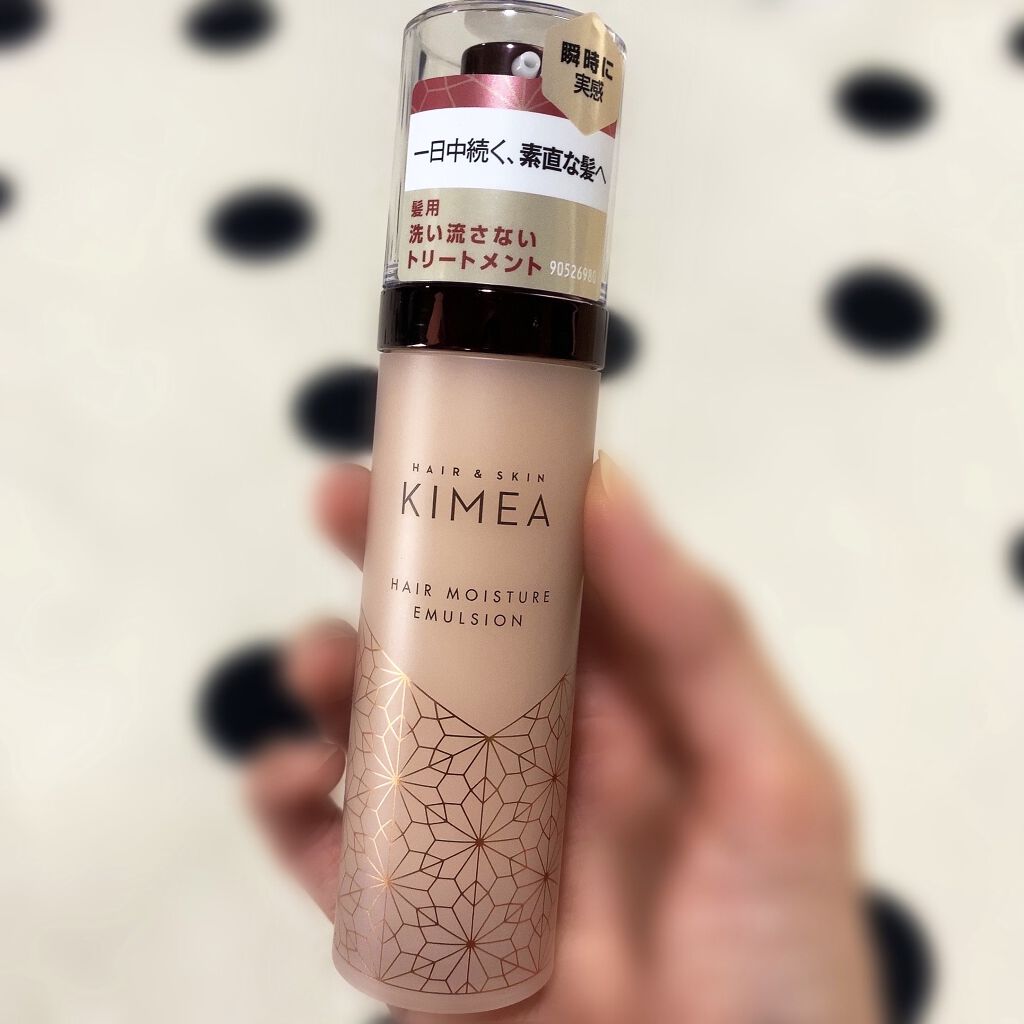 瞬時に
実感
一日中続く、素直な髪へ
髪用
洗い流さない
トリートメント
90526980
HAIR & SKIN
KIMEA
HAIR MOISTURE
EMULSION